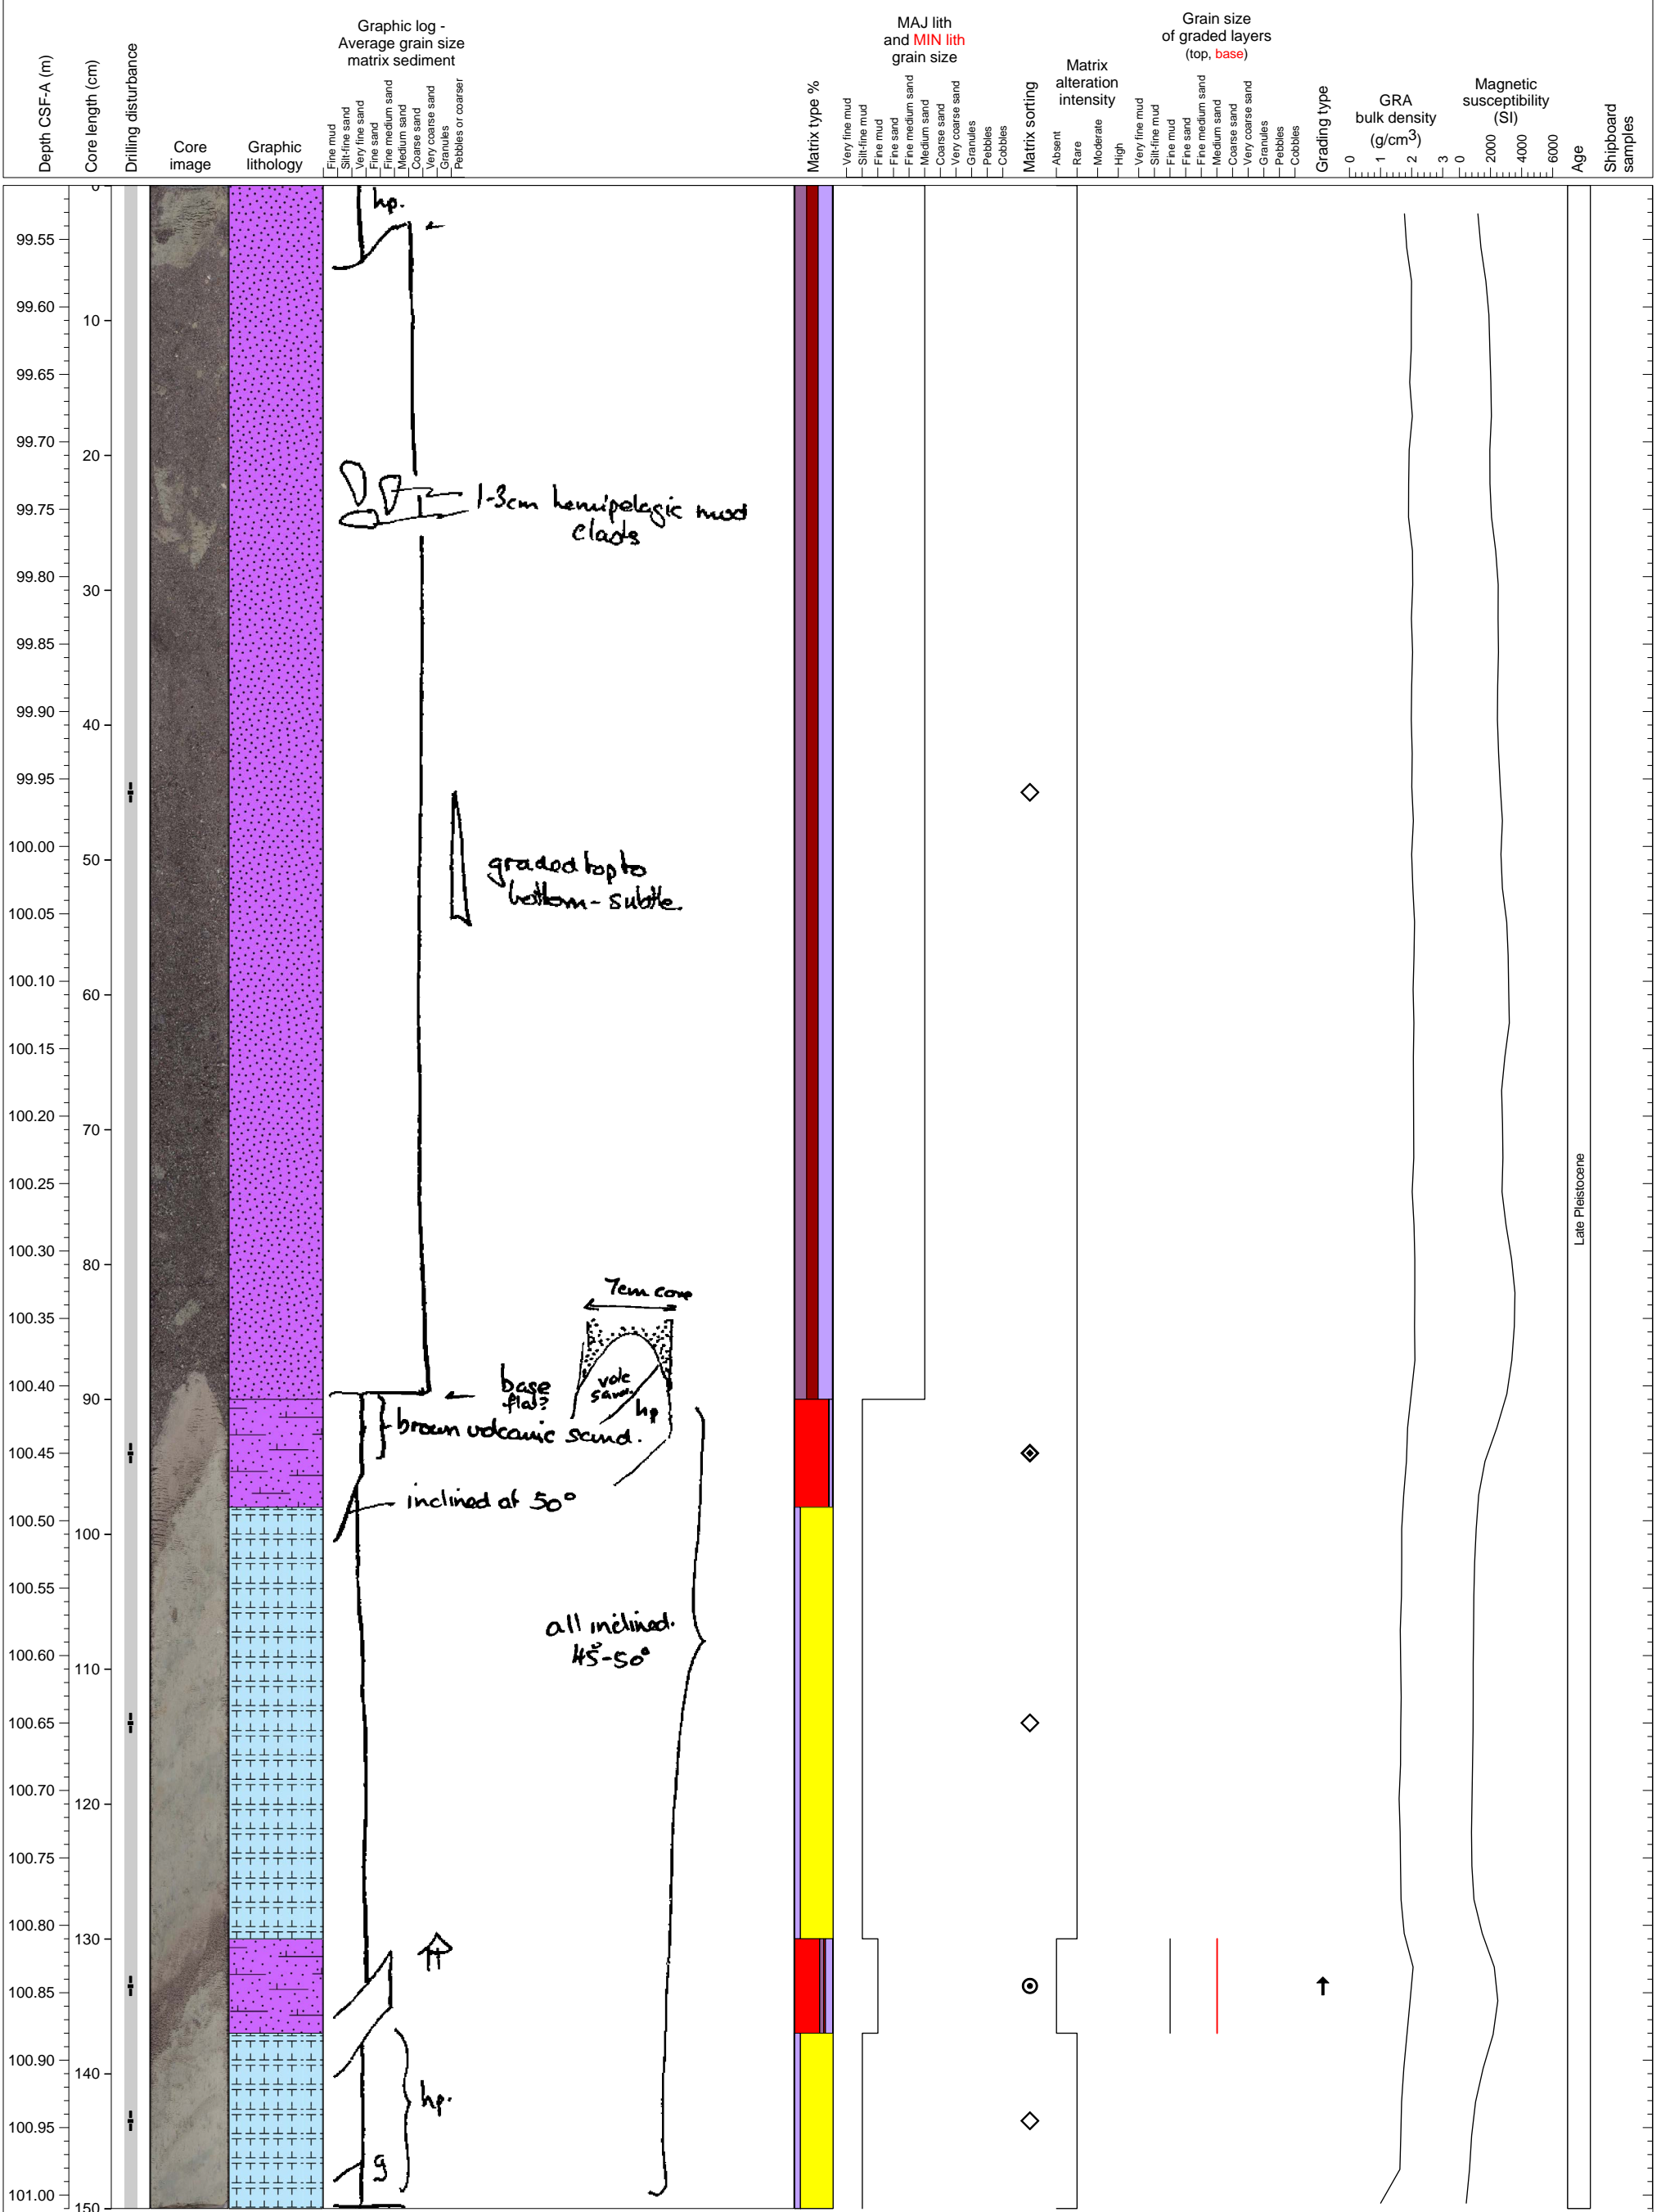 Depth CSF-A (m)
Core length (cm)
Drilling disturbance
Core
image
Graphic
lithology
Graphic log -
Average grain size
matrix sediment
Fine mud
Silt-fine sand
Very fine sand
Fine sand
Fine medium sand
Medium sand
Coarse sand
Very coarse sand
Granules
Pebbles or coarser
Matrix type %
MAJ lith
and MIN lith
grain size
Very fine mud
Silt-fine mud
Fine mud
Fine sand
Fine medium sand
Medium sand
Coarse sand
Very coarse sand
Granules
Pebbles
Cobbles
Matrix sorting
Matrix
alteration
intensity
Absent
Rare
Moderate
High
Grain size
of graded layers
(top, base)
Very fine mud
Silt-fine mud
Fine mud
Fine sand
Fine medium sand
Medium sand
Coarse sand
Very coarse sand
Granules
Pebbles
Cobbles
Grading type
GRA
bulk density
(g/cm3)
0 1 2 3
Magnetic
susceptibility
(SI)
0 2000 4000 6000
Age
Shipboard
samples
0
99.55
99.60
10
99.65
99.70
20
99.75
99.80
30
99.85
99.90
40
99.95
100.00
50
100.05
100.10
60
100.15
100.20
70
100.25
100.30
80
100.35
100.40
90
100.45
100.50
100
100.55
100.60
110
100.65
100.70
120
100.75
100.80
130
100.85
100.90
140
100.95
101.00
150
hp.
1-3cm hemipelagic mud
clasts
graded top to
bottom - subtle.
7cm core
volc
sand.
hp
base
flat?
brown volcanic sand.
inclined at 50°
all inclined.
45-50°
hp.
g
Late Pleistocene